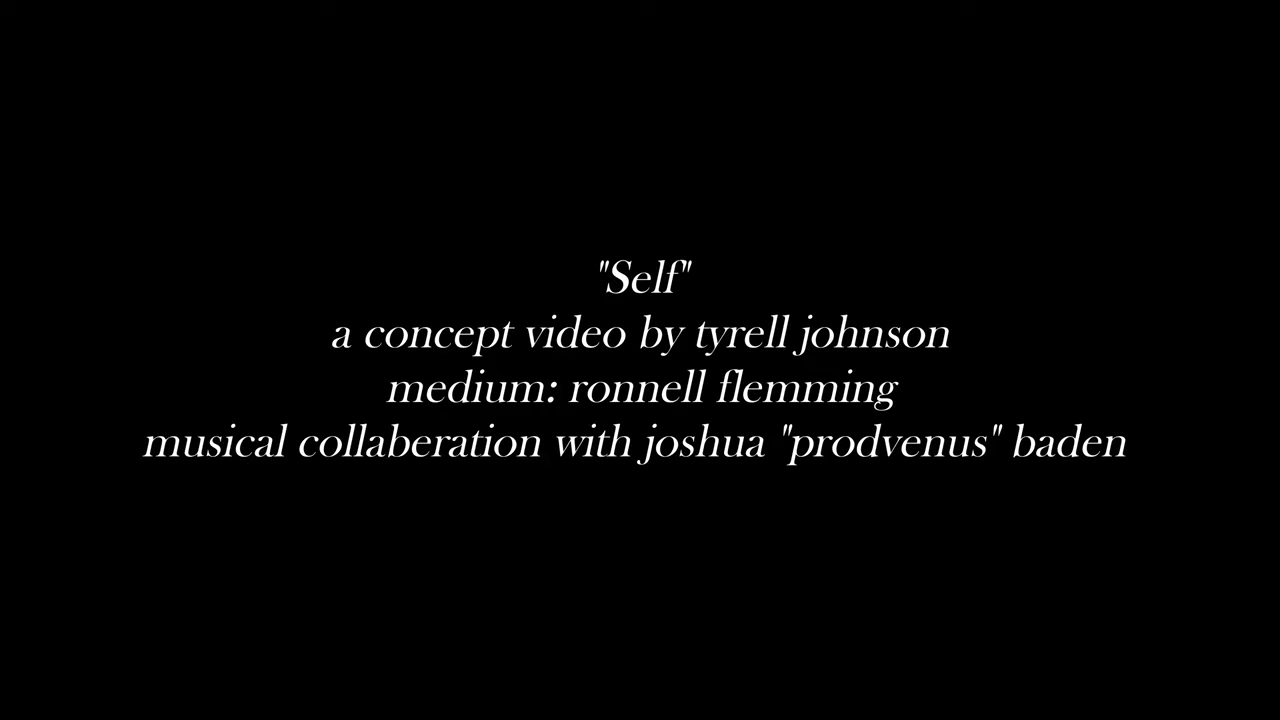 "Self"
a concept video by tyrell johnson
medium: ronnell flemming
musical collaberation with joshua "prodvenus" baden